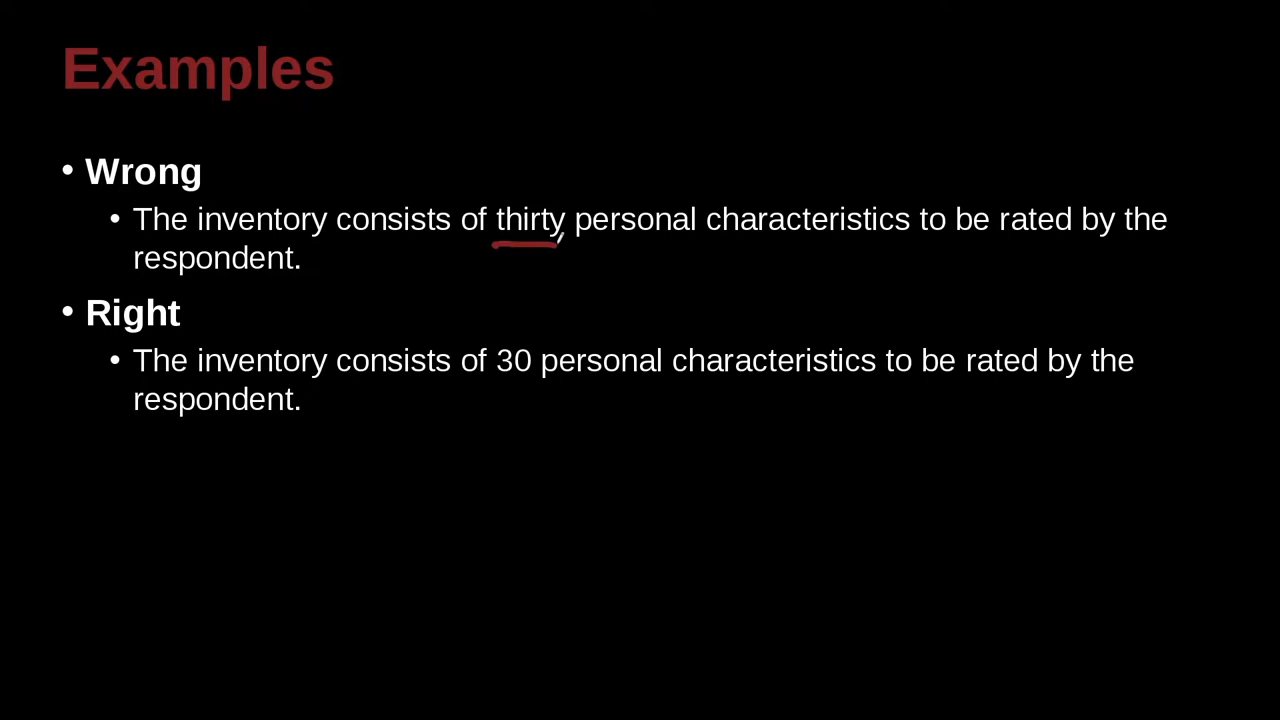 Examples
• Wrong
• The inventory consists of thirty personal characteristics to be rated by the
respondent.
• Right
• The inventory consists of 30 personal characteristics to be rated by the
respondent.